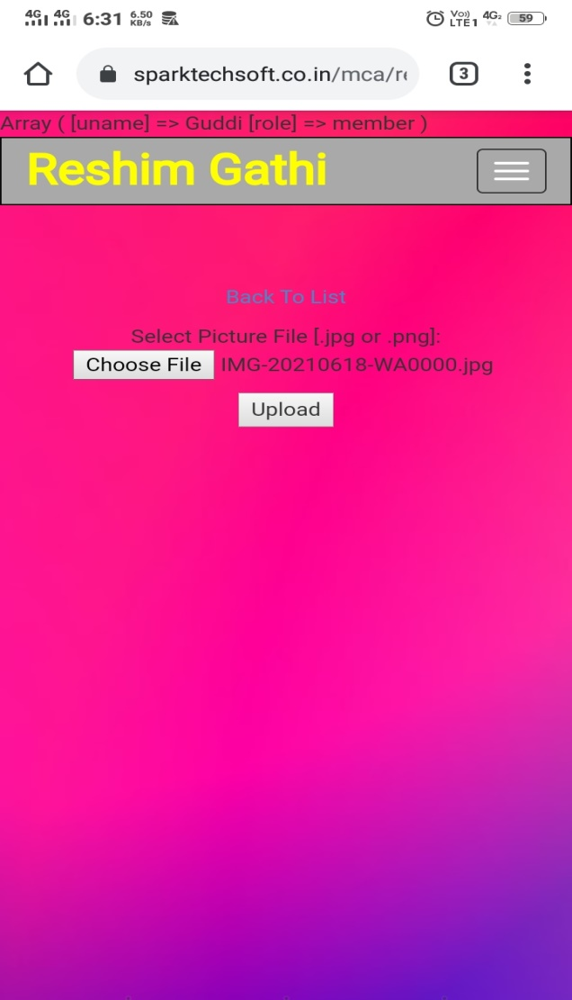 4G 4G 6:31 6.50 KB/s Vo)) LTE1 4G2 59
sparktechsoft.co.in/mca/re
3
Array ( [uname] => Guddi [role] => member )
Reshim Gathi
Back To List
Select Picture File [.jpg or .png]:
Choose File IMG-20210618-WA0000.jpg
Upload